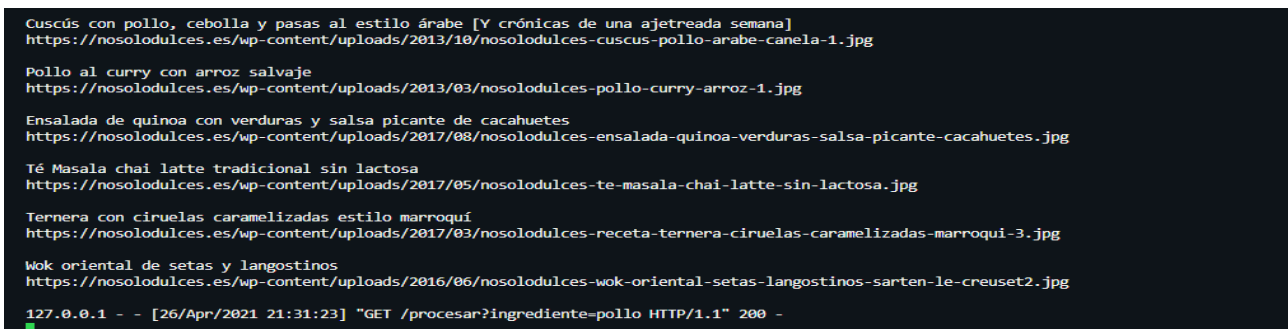 Cuscús con pollo, cebolla y pasas al estilo árabe [Y crónicas de una ajetreada semana]
https://nosolodulces.es/wp-content/uploads/2013/10/nosolodulces-cuscus-pollo-arabe-canela-1.jpg
Pollo al curry con arroz salvaje
https://nosolodulces.es/wp-content/uploads/2013/03/nosolodulces-pollo-curry-arroz-1.jpg
Ensalada de quinoa con verduras y salsa picante de cacahuetes
https://nosolodulces.es/wp-content/uploads/2017/08/nosolodulces-ensalada-quinoa-verduras-salsa-picante-cacahuetes.jpg
Té Masala chai latte tradicional sin lactosa
https://nosolodulces.es/wp-content/uploads/2017/05/nosolodulces-te-masala-chai-latte-sin-lactosa.jpg
Ternera con ciruelas caramelizadas estilo marroquí
https://nosolodulces.es/wp-content/uploads/2017/03/nosolodulces-receta-ternera-ciruelas-caramelizadas-marroqui-3.jpg
Wok oriental de setas y langostinos
https://nosolodulces.es/wp-content/uploads/2016/06/nosolodulces-wok-oriental-setas-langostinos-sarten-le-creuset2.jpg
127.0.0.1 - - [26/Apr/2021 21:31:23] "GET /procesar?ingrediente=pollo HTTP/1.1" 200 -